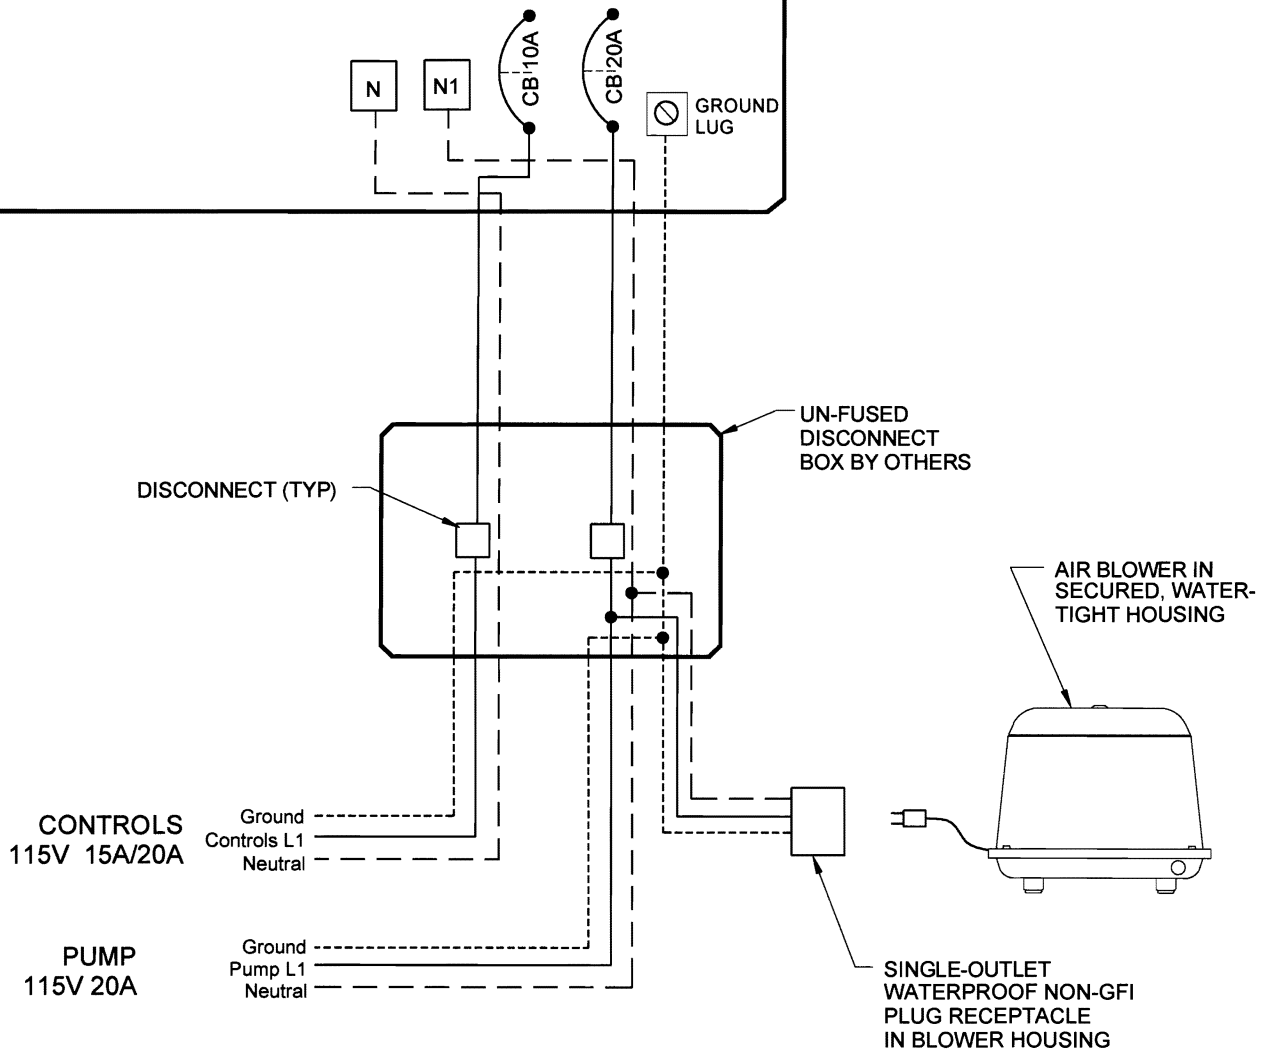 N
N1
CB 10A
CB 20A
GROUND
LUG
UN-FUSED
DISCONNECT
BOX BY OTHERS
DISCONNECT (TYP)
AIR BLOWER IN
SECURED, WATER-
TIGHT HOUSING
CONTROLS
115V 15A/20A
Ground
Controls L1
Neutral
PUMP
115V 20A
Ground
Pump L1
Neutral
SINGLE-OUTLET
WATERPROOF NON-GFI
PLUG RECEPTACLE
IN BLOWER HOUSING